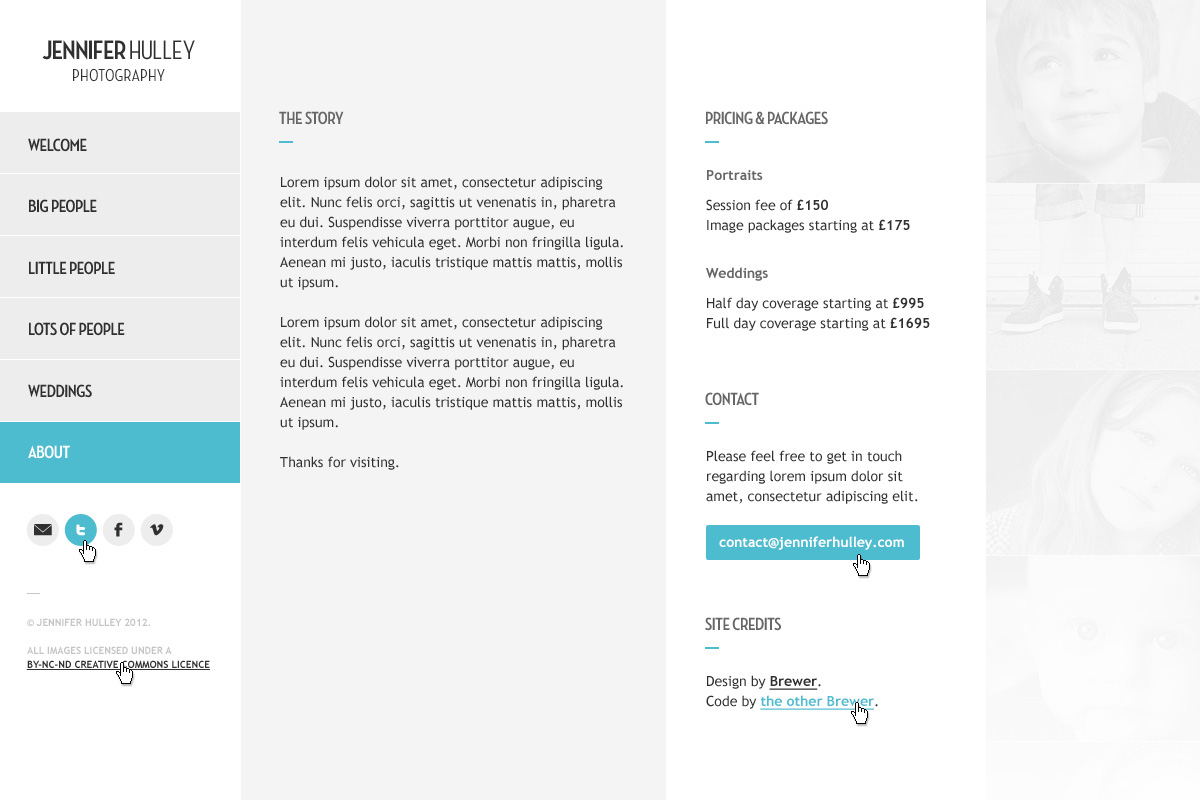 JENNIFER HULLEY
PHOTOGRAPHY
WELCOME
BIG PEOPLE
LITTLE PEOPLE
LOTS OF PEOPLE
WEDDINGS
ABOUT
© JENNIFER HULLEY 2012.
ALL IMAGES LICENSED UNDER A
BY-NC-ND CREATIVE COMMONS LICENCE
THE STORY
Lorem ipsum dolor sit amet, consectetur adipiscing
elit. Nunc felis orci, sagittis ut venenatis in, pharetra
eu dui. Suspendisse viverra porttitor augue, eu
interdum felis vehicula eget. Morbi non fringilla ligula.
Aenean mi justo, iaculis tristique mattis mattis, mollis
ut ipsum.
Lorem ipsum dolor sit amet, consectetur adipiscing
elit. Nunc felis orci, sagittis ut venenatis in, pharetra
eu dui. Suspendisse viverra porttitor augue, eu
interdum felis vehicula eget. Morbi non fringilla ligula.
Aenean mi justo, iaculis tristique mattis mattis, mollis
ut ipsum.
Thanks for visiting.
PRICING & PACKAGES
Portraits
Session fee of £150
Image packages starting at £175
Weddings
Half day coverage starting at £995
Full day coverage starting at £1695
CONTACT
Please feel free to get in touch
regarding lorem ipsum dolor sit
amet, consectetur adipiscing elit.
contact@jenniferhulley.com
SITE CREDITS
Design by Brewer.
Code by the other Brewer.